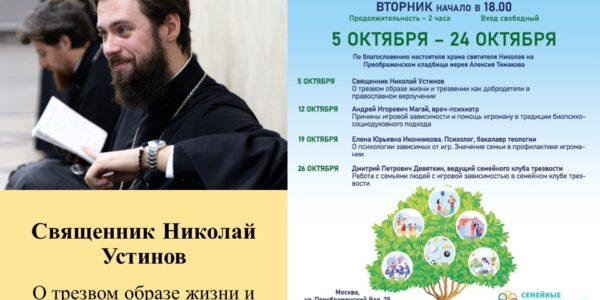 Священник Николай
Устинов
О трезвом образе жизни и
ВТОРНИК НАЧАЛО В 18.00
Продолжительность – 2 часа Вход свободный
5 ОКТЯБРЯ – 24 ОКТЯБРЯ
По благословению настоятеля храма святителя Николая на
Преображенском кладбище иерея Алексия Тимакова
5 ОКТЯБРЯ Священник Николай Устинов
О трезвом образе жизни и трезвении как добродетели в
православном вероучении
12 ОКТЯБРЯ Андрей Игоревич Магай, врач-психиатр
Причины игровой зависимости и помощь игроману в традиции биопсихо-
социодуховного подхода
19 ОКТЯБРЯ Елена Юрьевна Иконникова. Психолог, бакалавр теологии
О психологии зависимых от игр. Значение семьи в профилактике игрома-
нии
26 ОКТЯБРЯ Дмитрий Петрович Девяткин, ведущий семейного клуба трезвости
Работа с семьями людей с игровой зависимостью в семейном клубе трез-
вости
Москва,
ул. Преображенский Вал, 25
СЕМЕЙНЫЕ